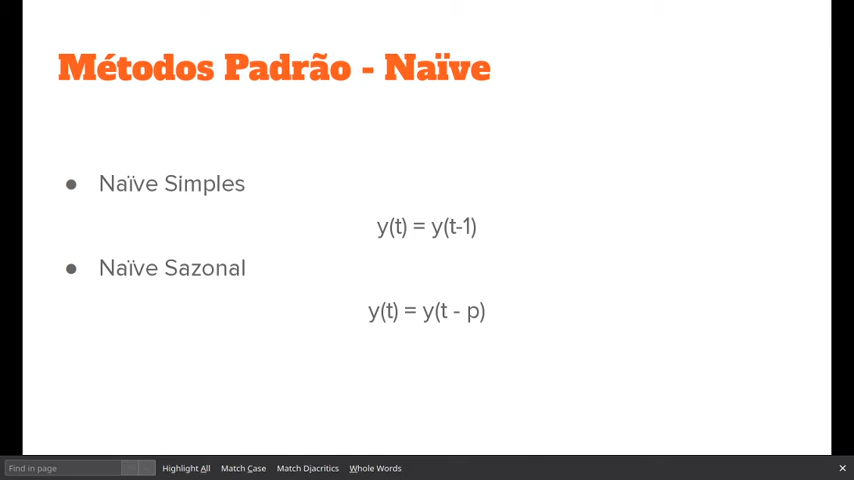 Métodos Padrão - Naïve
● Naïve Simples
y(t) = y(t-1)
● Naïve Sazonal
y(t) = y(t - p)
Find in page Highlight All Match Case Match Diacritics Whole Words